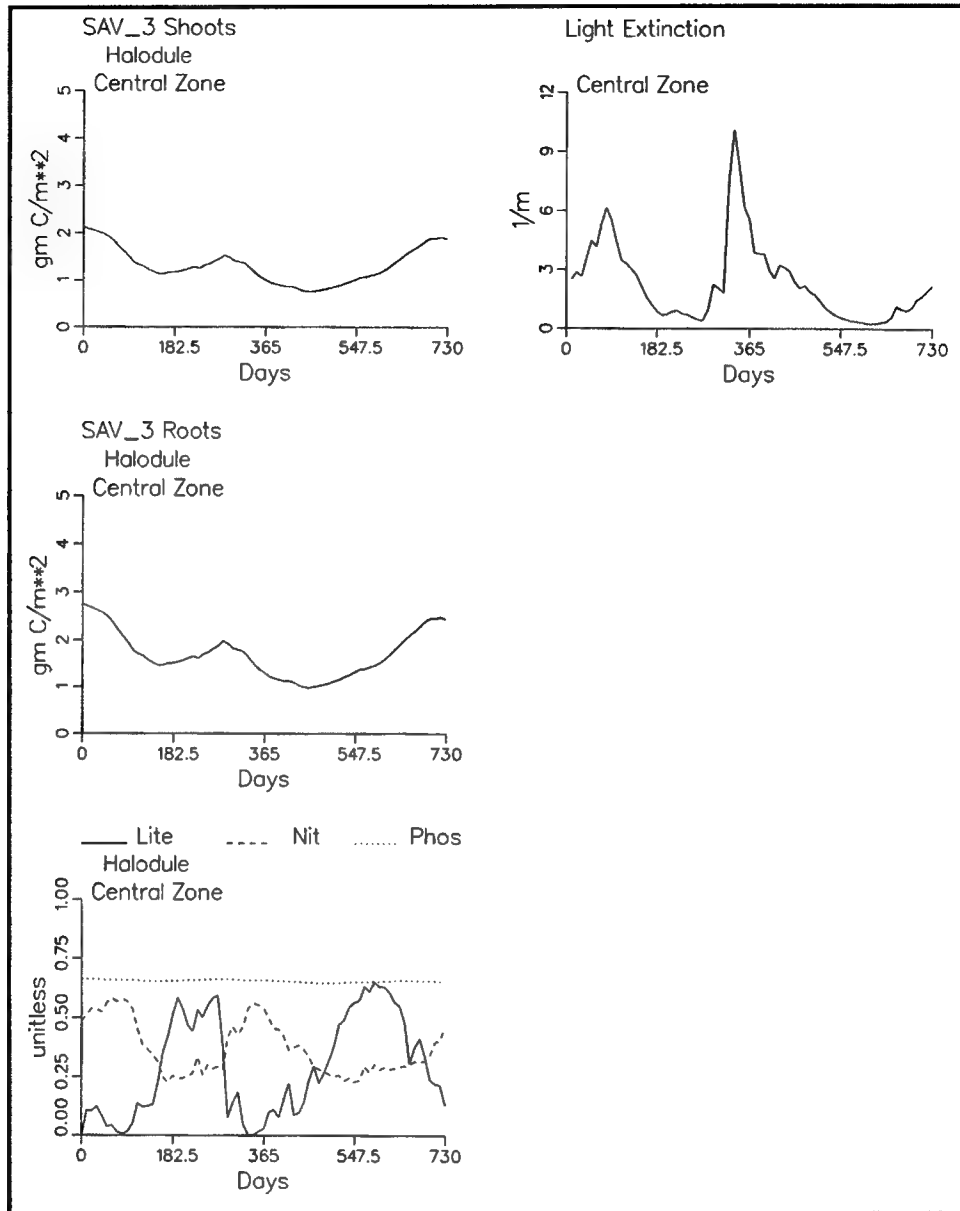 SAV_3 Shoots
Halodule
Central Zone
gm C/m**2
5
4
3
2
1
0
0 182.5 365 547.5 730
Days
Light Extinction
Central Zone
1/m
12
9
6
3
0
0 182.5 365 547.5 730
Days
SAV_3 Roots
Halodule
Central Zone
gm C/m**2
5
4
3
2
1
0
0 182.5 365 547.5 730
Days
Lite Nit Phos
Halodule
Central Zone
unitless
1.00
0.75
0.50
0.25
0.00
0 182.5 365 547.5 730
Days